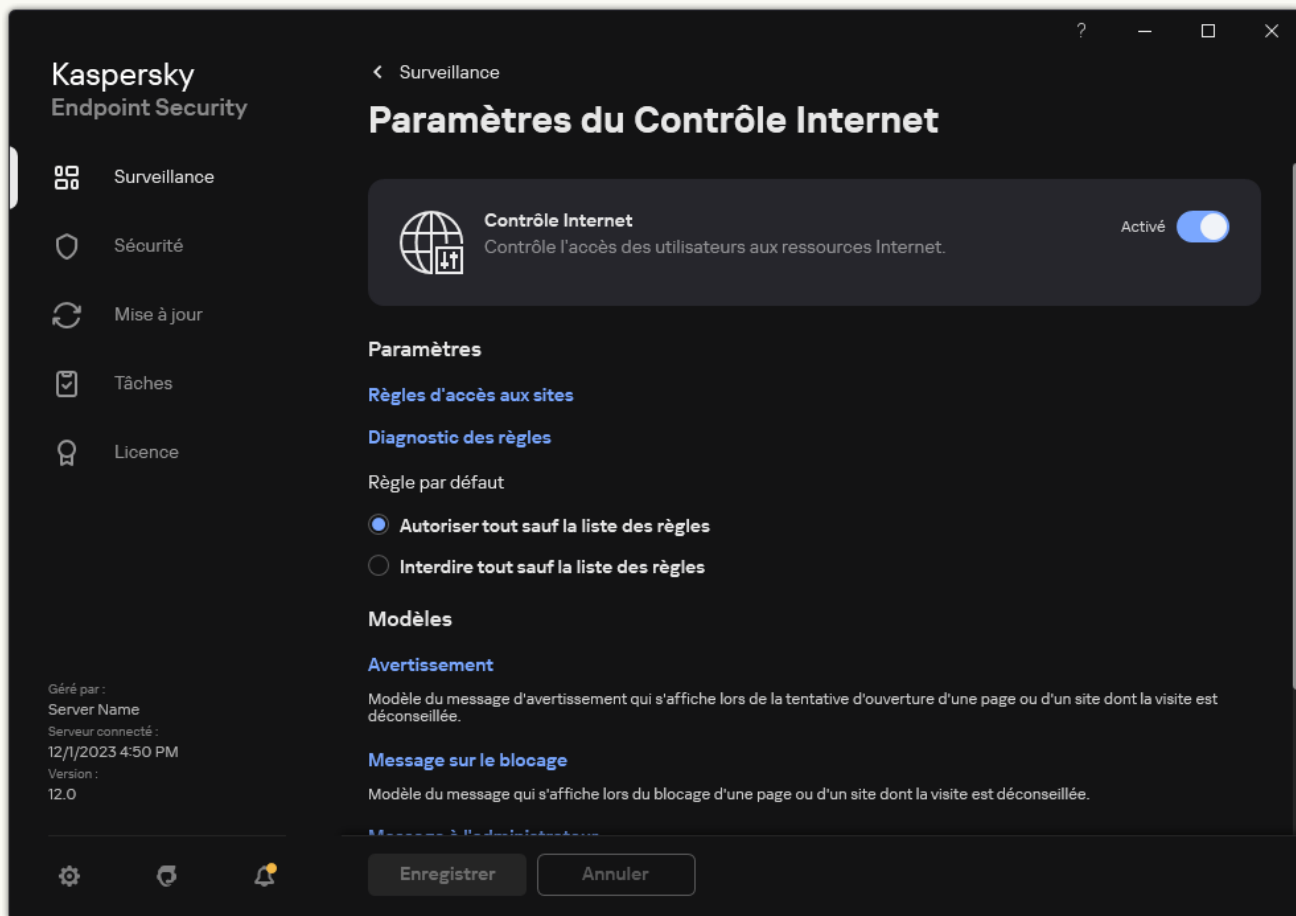 ?
Kaspersky
Endpoint Security
Surveillance
Sécurité
Mise à jour
Tâches
Licence
Géré par :
Server Name
Serveur connecté :
12/1/2023 4:50 PM
Version :
12.0
Surveillance
Paramètres du Contrôle Internet
Contrôle Internet
Contrôle l'accès des utilisateurs aux ressources Internet.
Activé
Paramètres
Règles d'accès aux sites
Diagnostic des règles
Règle par défaut
Autoriser tout sauf la liste des règles
Interdire tout sauf la liste des règles
Modèles
Avertissement
Modèle du message d'avertissement qui s'affiche lors de la tentative d'ouverture d'une page ou d'un site dont la visite est
déconseillée.
Message sur le blocage
Modèle du message qui s'affiche lors du blocage d'une page ou d'un site dont la visite est déconseillée.
Message à l'administrateur
Enregistrer
Annuler